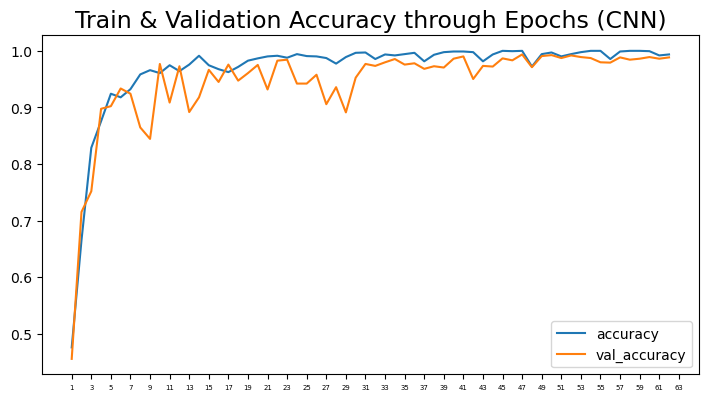 Train & Validation Accuracy through Epochs (CNN)
1.0
0.9
0.8
0.7
0.6
0.5
accuracy
val_accuracy
1 3 5 7 9 11 13 15 17 19 21 23 25 27 29 31 33 35 37 39 41 43 45 47 49 51 53 55 57 59 61 63